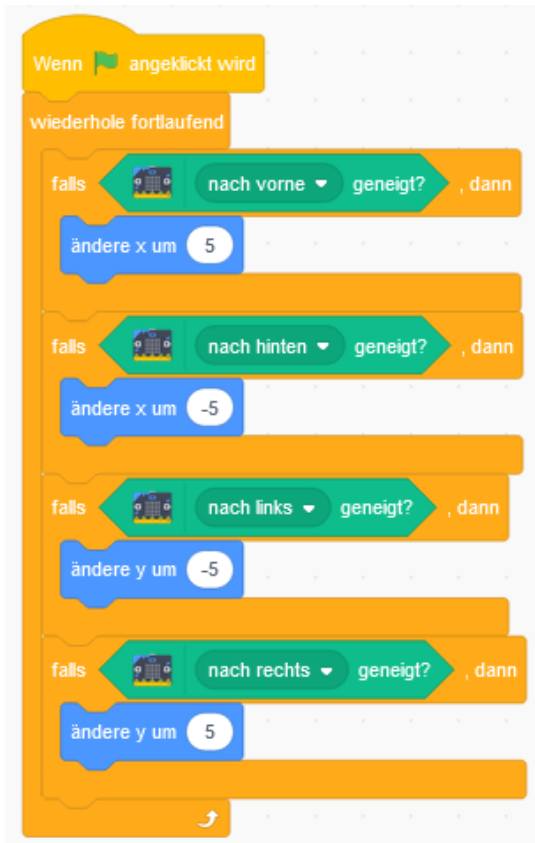 Wenn angeklickt wird
wiederhole fortlaufend
falls nach vorne geneigt? , dann
ändere x um 5
falls nach hinten geneigt? , dann
ändere x um -5
falls nach links geneigt? , dann
ändere y um -5
falls nach rechts geneigt? , dann
ändere y um 5